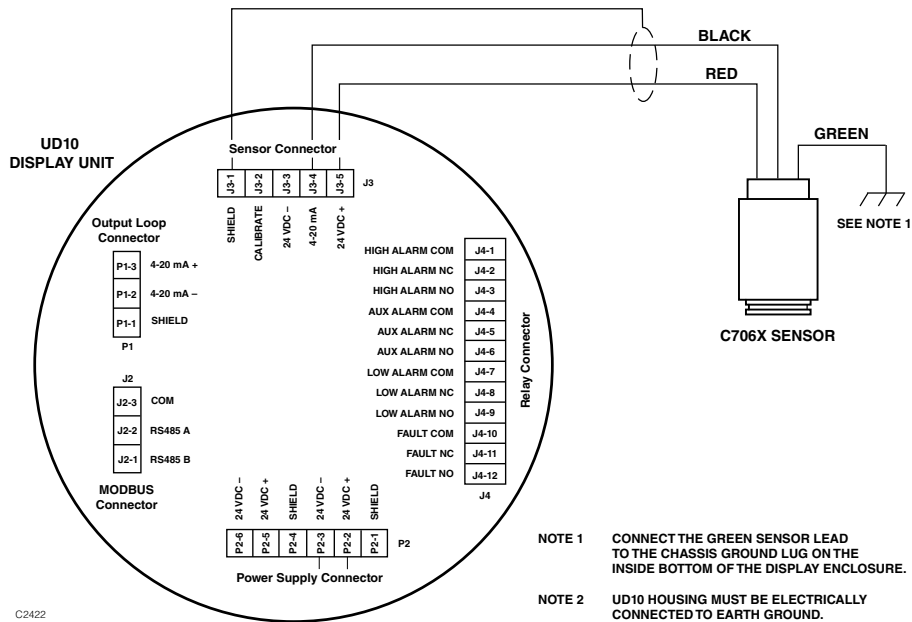 BLACK
RED
GREEN
SEE NOTE 1
C706X SENSOR
UD10
DISPLAY UNIT
Sensor Connector
J3-1
J3-2
J3-3
J3-4
J3-5
J3
SHIELD
CALIBRATE
24 VDC –
4-20 mA
24 VDC +
Output Loop
Connector
P1-3 4-20 mA +
P1-2 4-20 mA –
P1-1 SHIELD
P1
J2
J2-3 COM
J2-2 RS485 A
J2-1 RS485 B
MODBUS
Connector
HIGH ALARM COM J4-1
HIGH ALARM NC J4-2
HIGH ALARM NO J4-3
AUX ALARM COM J4-4
AUX ALARM NC J4-5
AUX ALARM NO J4-6
LOW ALARM COM J4-7
LOW ALARM NC J4-8
LOW ALARM NO J4-9
FAULT COM J4-10
FAULT NC J4-11
FAULT NO J4-12
J4
Relay Connector
24 VDC –
24 VDC +
SHIELD
24 VDC –
24 VDC +
SHIELD
P2-6
P2-5
P2-4
P2-3
P2-2
P2-1
P2
Power Supply Connector
NOTE 1 CONNECT THE GREEN SENSOR LEAD
TO THE CHASSIS GROUND LUG ON THE
INSIDE BOTTOM OF THE DISPLAY ENCLOSURE.
NOTE 2 UD10 HOUSING MUST BE ELECTRICALLY
CONNECTED TO EARTH GROUND.
C2422